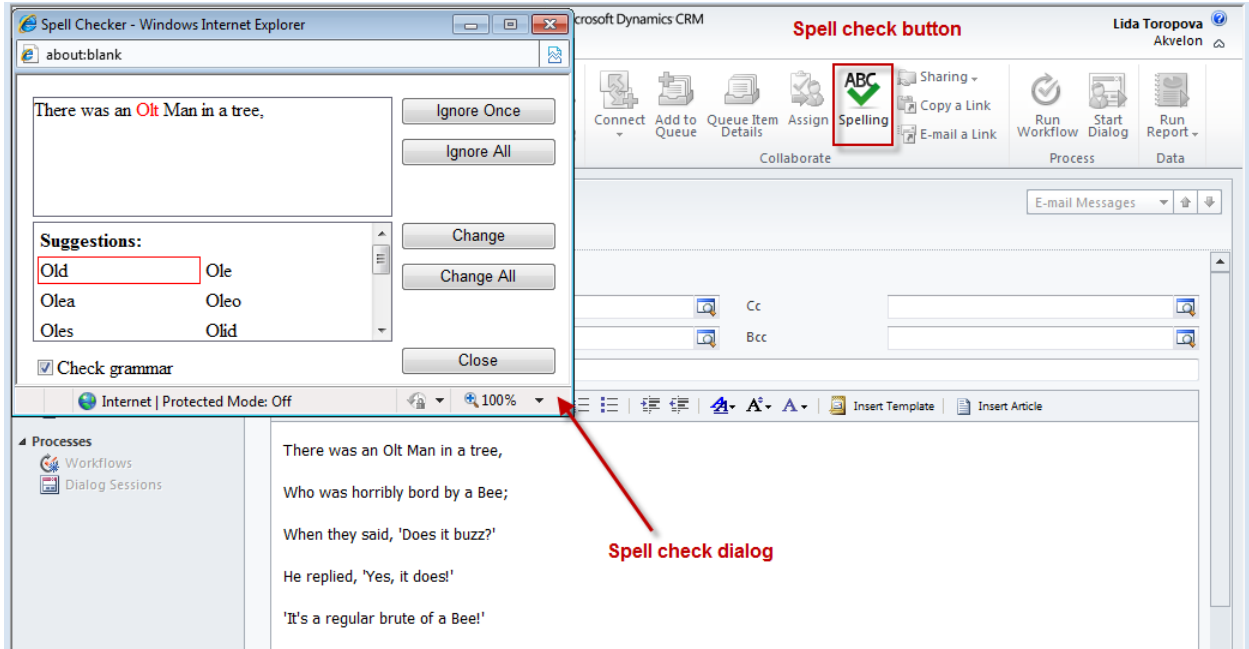 Spell Checker - Windows Internet Explorer
about:blank
There was an Olt Man in a tree,
Ignore Once
Ignore All
Suggestions:
Old Ole
Olea Oleo
Oles Olid
Change
Change All
Check grammar
Close
Internet | Protected Mode: Off 100%
crosoft Dynamics CRM
Spell check button
Lida Toropova
Akvelon
Connect
Add to Queue
Queue Item Details
Assign
ABC
Spelling
Sharing
Copy a Link
E-mail a Link
Collaborate
Run Workflow
Start Dialog
Process
Run Report
Data
E-mail Messages
Cc
Bcc
A A A Insert Template Insert Article
Processes
Workflows
Dialog Sessions
There was an Olt Man in a tree,
Who was horribly bord by a Bee;
When they said, 'Does it buzz?'
He replied, 'Yes, it does!'
'It's a regular brute of a Bee!'
Spell check dialog